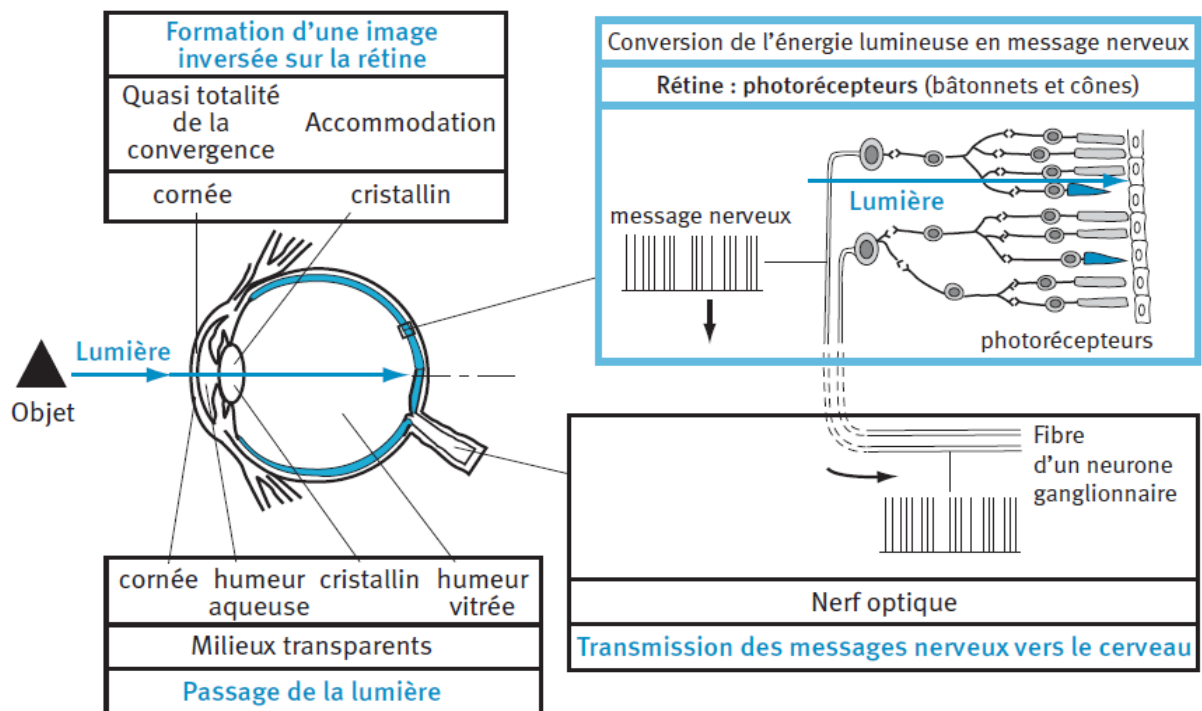 Formation d'une image
inversée sur la rétine
Quasi totalité
de la
convergence
Accommodation
cornée
cristallin
Conversion de l'énergie lumineuse en message nerveux
Rétine : photorécepteurs (bâtonnets et cônes)
Lumière
message nerveux
photorécepteurs
Lumière
Objet
Fibre
d'un neurone
ganglionnaire
Nerf optique
Transmission des messages nerveux vers le cerveau
cornée
humeur
aqueuse
cristallin
humeur
vitrée
Milieux transparents
Passage de la lumière